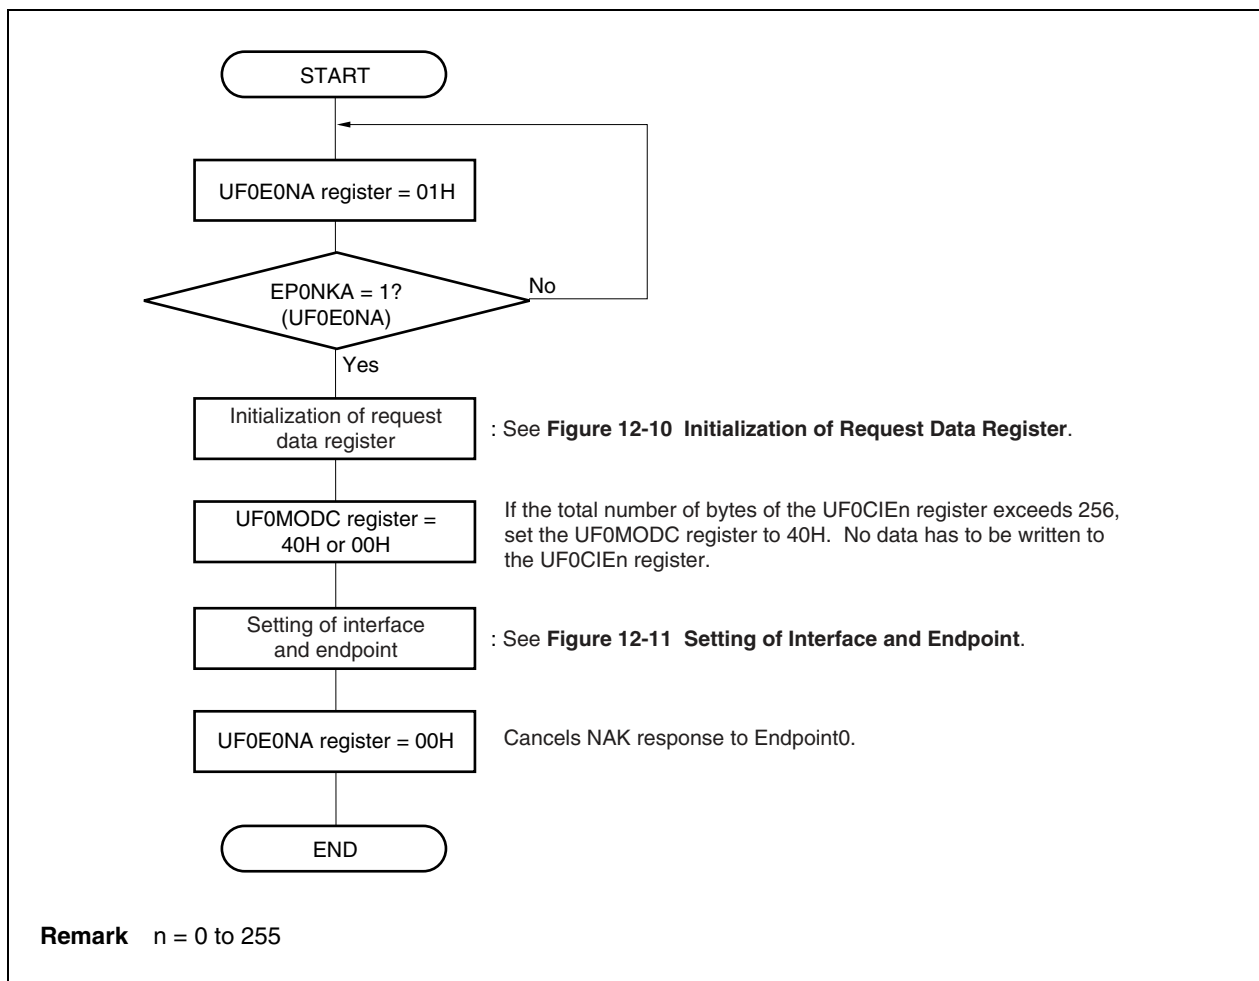 START
UF0E0NA register = 01H
EP0NKA = 1?
(UF0E0NA)
No
Yes
Initialization of request
data register
: See Figure 12-10 Initialization of Request Data Register.
UF0MODC register =
40H or 00H
If the total number of bytes of the UF0CIEn register exceeds 256,
set the UF0MODC register to 40H. No data has to be written to
the UF0CIEn register.
Setting of interface
and endpoint
: See Figure 12-11 Setting of Interface and Endpoint.
UF0E0NA register = 00H
Cancels NAK response to Endpoint0.
END
Remark n = 0 to 255